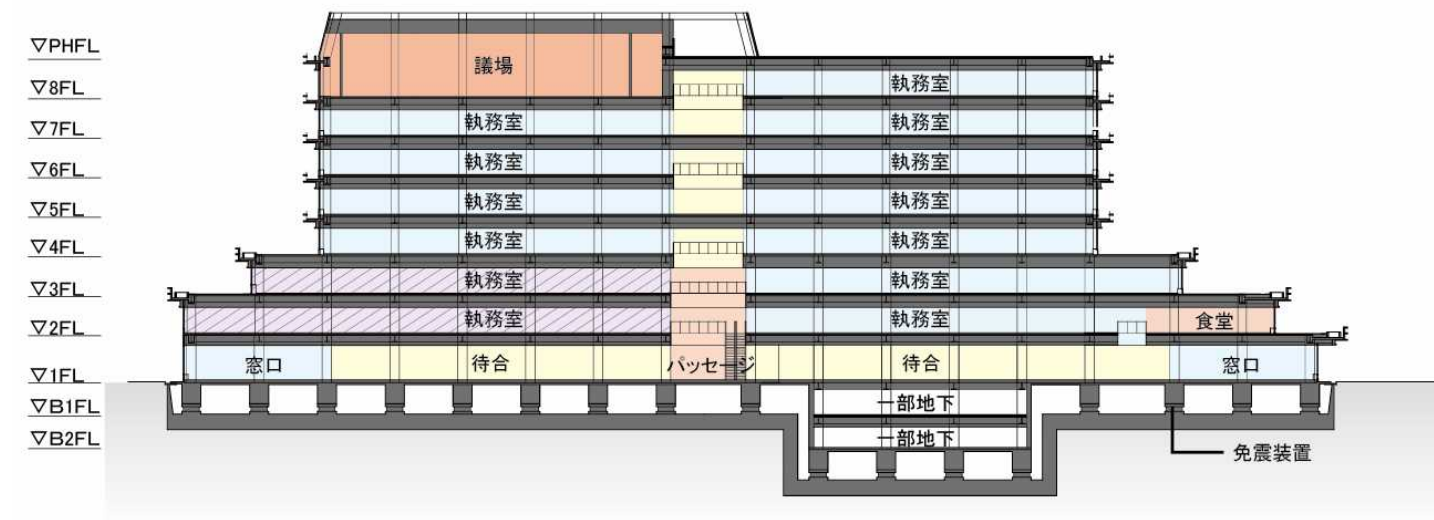 ▽PHFL
議場
▽8FL
執務室
▽7FL
執務室
執務室
▽6FL
執務室
執務室
▽5FL
執務室
執務室
▽4FL
執務室
執務室
▽3FL
執務室
執務室
▽2FL
執務室
執務室
食堂
▽1FL
窓口
待合
パッセージ
待合
窓口
▽B1FL
一部地下
▽B2FL
一部地下
免震装置